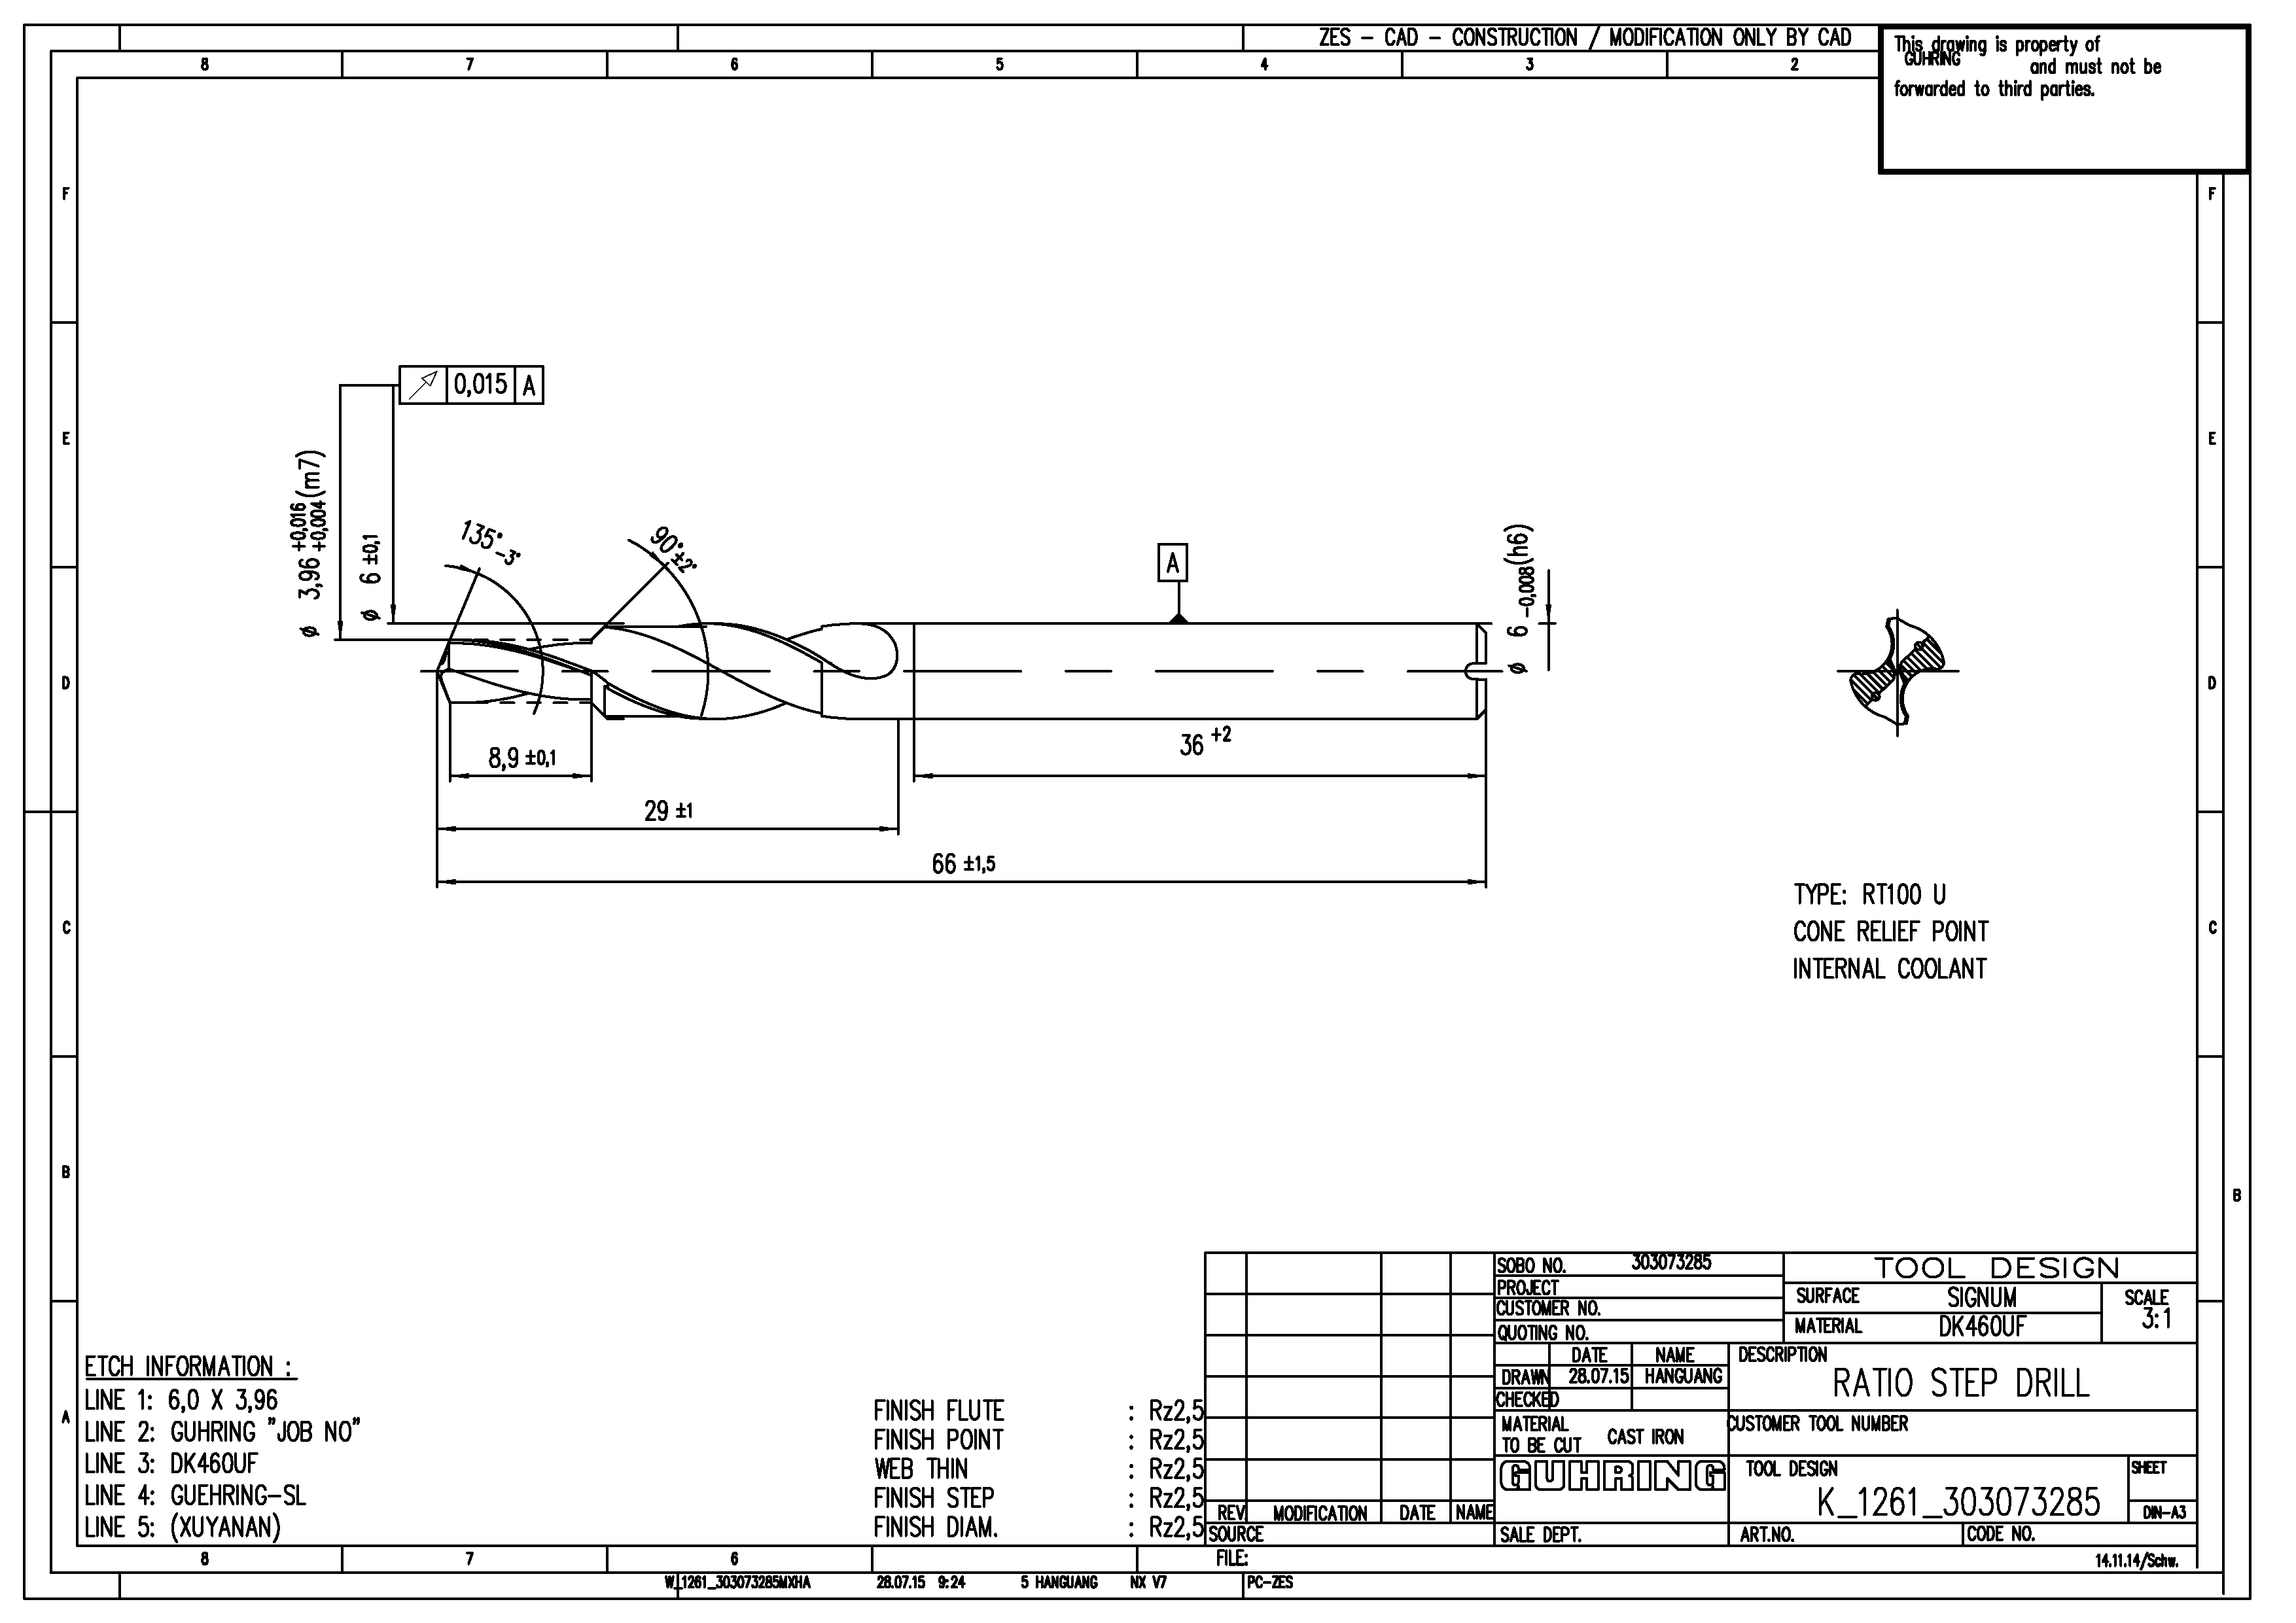 ZES - CAD - CONSTRUCTION / MODIFICATION ONLY BY CAD
This drawing is property of
GUHRING
and must not be
forwarded to third parties.
8 7 6 5 4 3 2
F F
E E
D D
C C
B B
A
0,015 A
ø 3,96 +0,016 +0,004 (m7)
ø 6 ±0,1
135° -3°
90° ±2°
A
ø 6 -0,008 (h6)
8,9 ±0,1
36 +2
29 ±1
66 ±1,5
TYPE: RT100 U
CONE RELIEF POINT
INTERNAL COOLANT
ETCH INFORMATION :
LINE 1: 6,0 X 3,96
LINE 2: GUHRING "JOB NO"
LINE 3: DK460UF
LINE 4: GUEHRING-SL
LINE 5: (XUYANAN)
FINISH FLUTE : Rz2,5
FINISH POINT : Rz2,5
WEB THIN : Rz2,5
FINISH STEP : Rz2,5
FINISH DIAM. : Rz2,5
REV MODIFICATION DATE NAME
SOURCE
FILE:
SOBO NO. 303073285
PROJECT
CUSTOMER NO.
QUOTING NO.
TOOL DESIGN
SURFACE SIGNUM
MATERIAL DK460UF
SCALE
3:1
DATE NAME
DRAWN 28.07.15 HANGUANG
CHECKED
DESCRIPTION
RATIO STEP DRILL
MATERIAL
TO BE CUT CAST IRON
CUSTOMER TOOL NUMBER
GUHRING
TOOL DESIGN
K_1261_303073285
SHEET
DIN-A3
SALE DEPT.
ART.NO.
CODE NO.
14.11.14/Schw.
8 7 6
W_1261_303073285MXHA 28.07.15 9:24 5 HANGUANG NX V7 PC-ZES
B